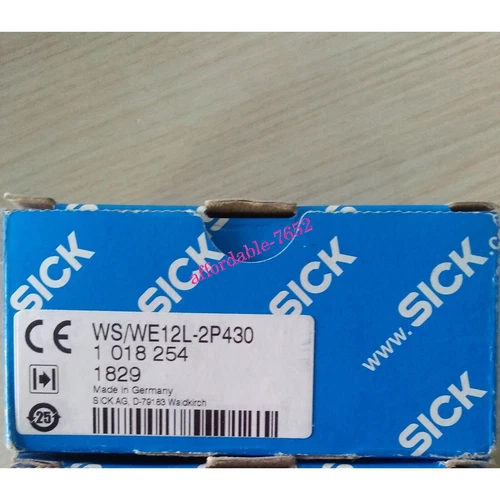 SICK
SICK
SICK
SICK
SICK
affordable-7652
CE
WS/WE12L-2P430
1 018 254
1829
Made in Germany
SICK AG, D-79183 Waldkirch
25